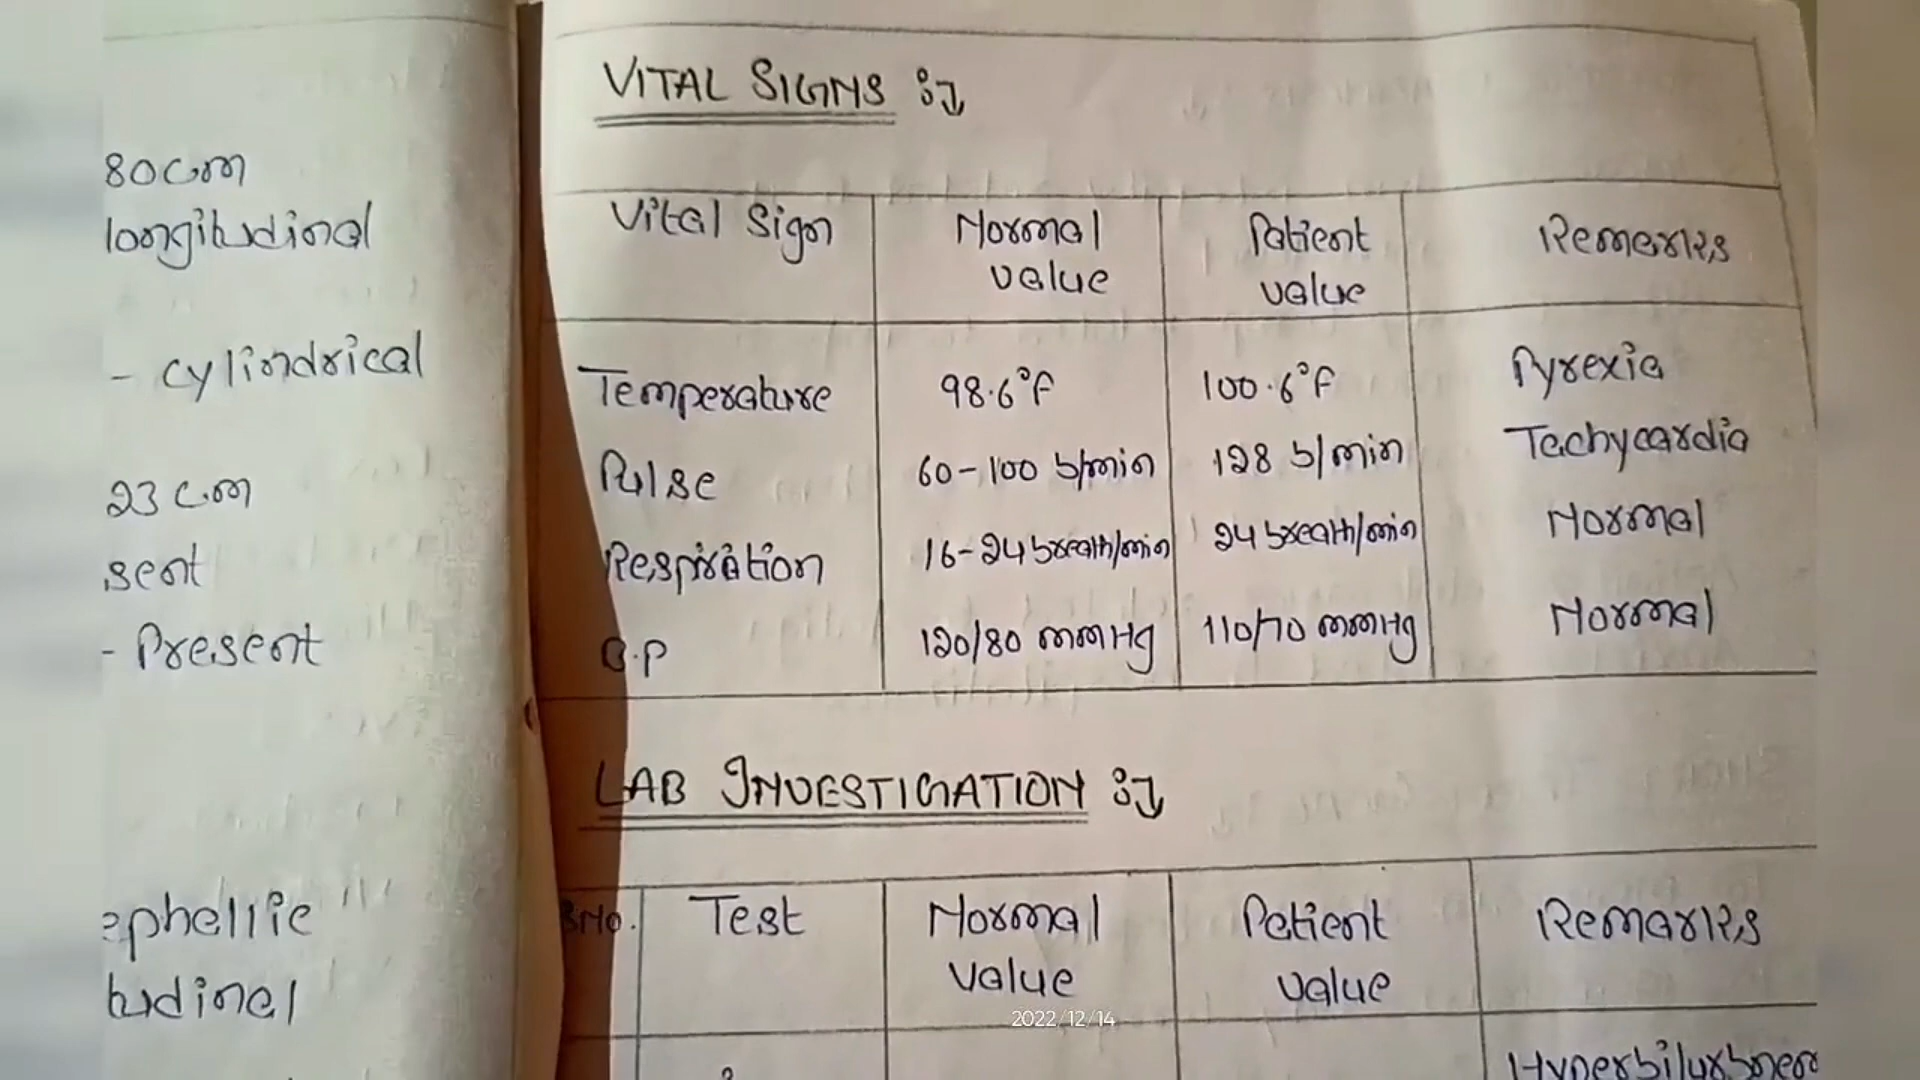 80cm
longitudinal
- cylindrical
23 cm
sent
- Present
ephellic
tudinal
VITAL SIGNS :↓
Vital Sign Normal value Patient value Remarks
Temperature 98.6°F 100.6°F Pyrexia
Pulse 60-100 b/min 128 b/min Tachycardia
Respiration 16-24 breath/min 24 breath/min Normal
B.P 120/80 mmHg 110/70 mmHg Normal
LAB INVESTIGATION :↓
SNo. Test Normal value Patient value Remarks
2022/12/14